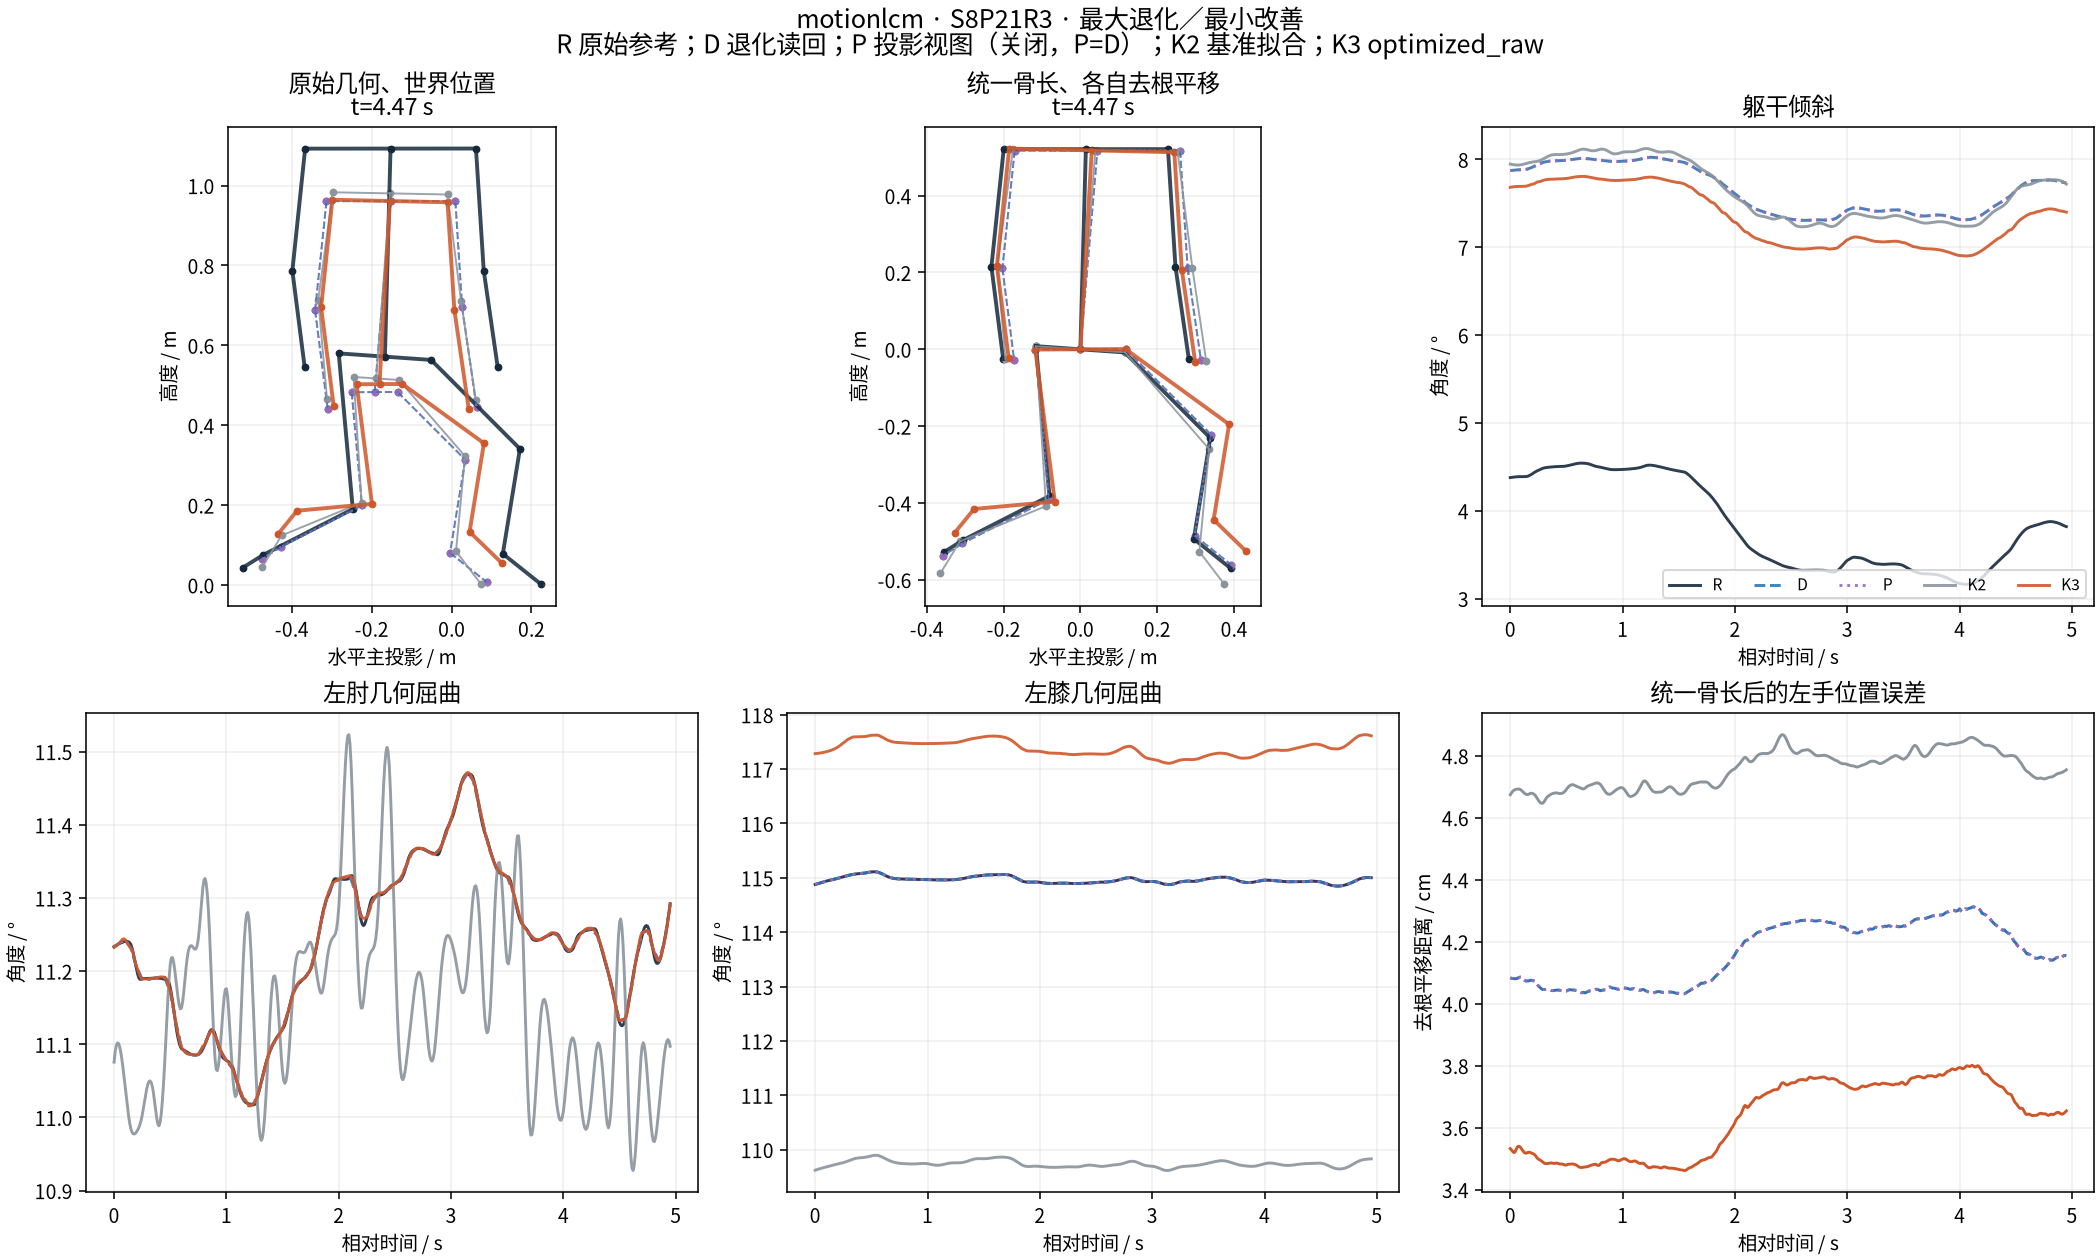 motionlcm · S8P21R3 · 最大退化／最小改善
R 原始参考；D 退化读回；P 投影视图（关闭，P=D）；K2 基准拟合；K3 optimized_raw
原始几何、世界位置
t=4.47 s
高度 / m
1.0
0.8
0.6
0.4
0.2
0.0
-0.4
-0.2
0.0
0.2
水平主投影 / m
统一骨长、各自去根平移
t=4.47 s
高度 / m
0.4
0.2
0.0
-0.2
-0.4
-0.6
-0.4
-0.2
0.0
0.2
0.4
水平主投影 / m
躯干倾斜
角度 / °
8
7
6
5
4
3
R
D
P
K2
K3
0
1
2
3
4
5
相对时间 / s
左肘几何屈曲
角度 / °
11.5
11.4
11.3
11.2
11.1
11.0
10.9
0
1
2
3
4
5
相对时间 / s
左膝几何屈曲
角度 / °
118
117
116
115
114
113
112
111
110
0
1
2
3
4
5
相对时间 / s
统一骨长后的左手位置误差
去根平移距离 / cm
4.8
4.6
4.4
4.2
4.0
3.8
3.6
3.4
0
1
2
3
4
5
相对时间 / s